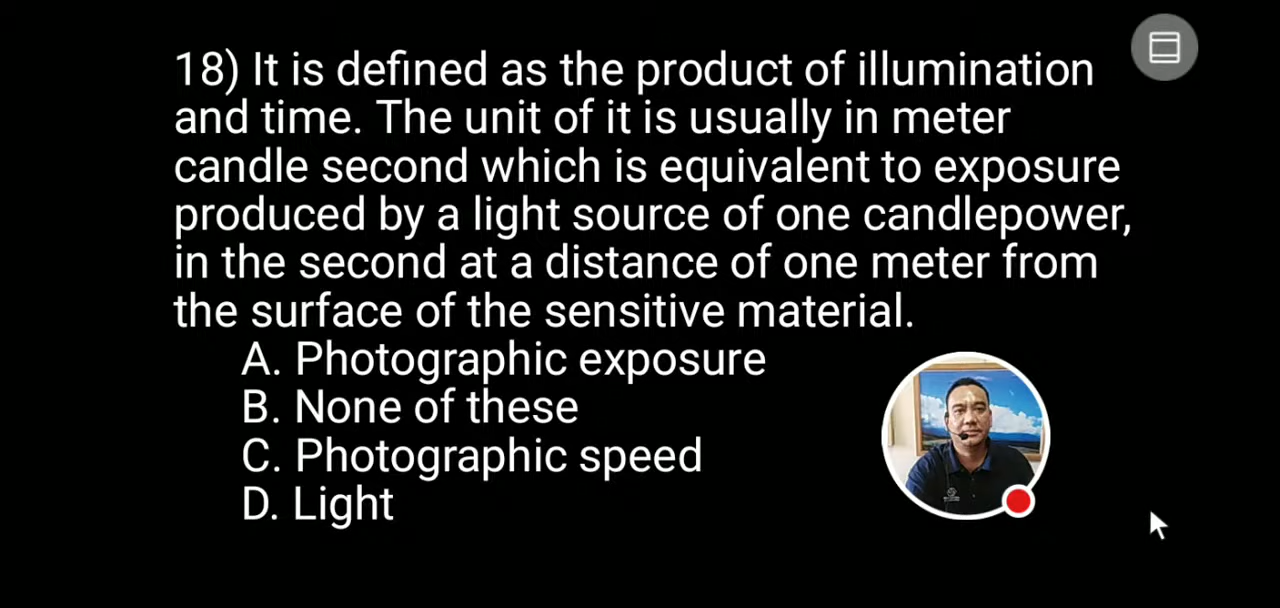 18) It is defined as the product of illumination
and time. The unit of it is usually in meter
candle second which is equivalent to exposure
produced by a light source of one candlepower,
in the second at a distance of one meter from
the surface of the sensitive material.
A. Photographic exposure
B. None of these
C. Photographic speed
D. Light